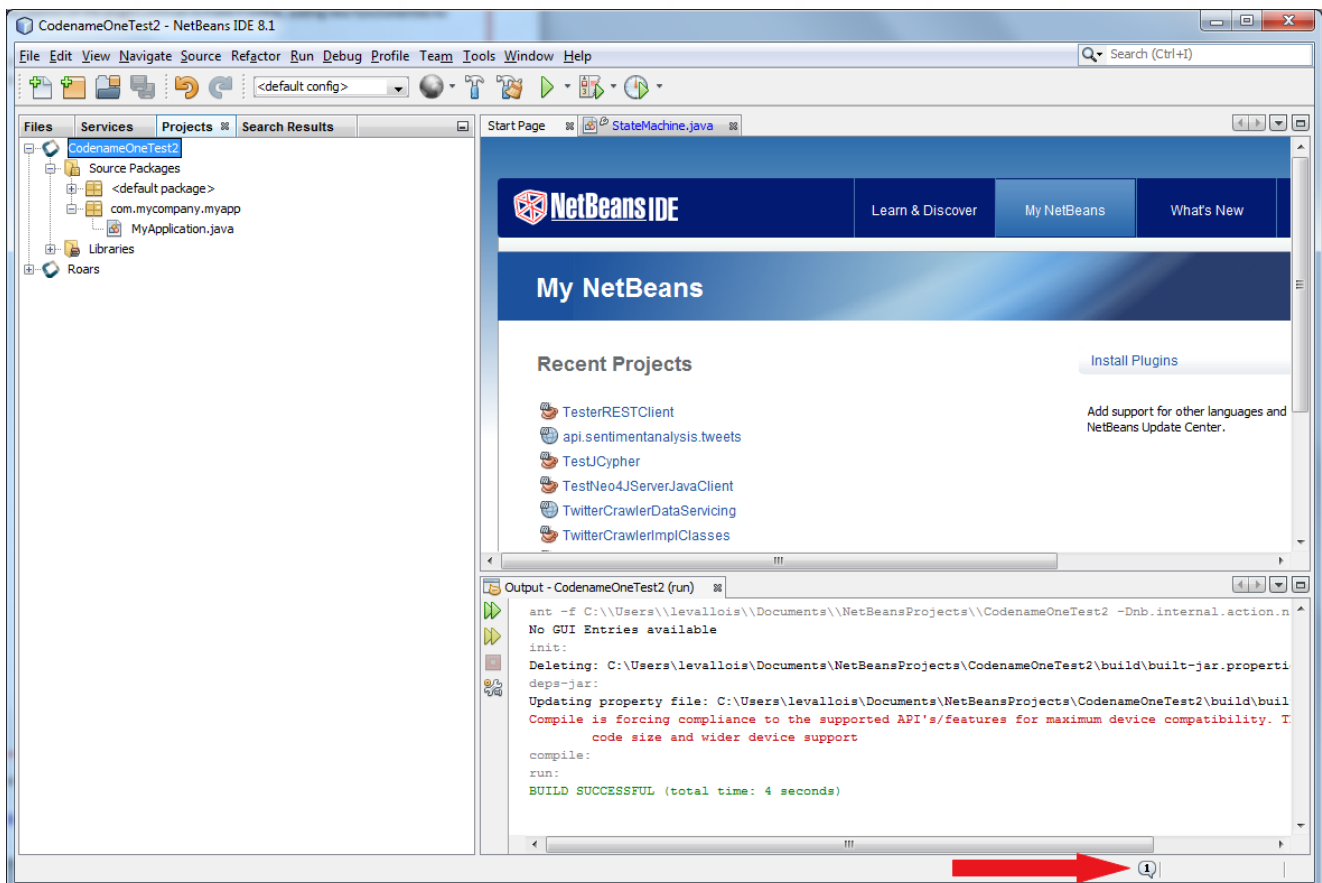 CodenameOneTest2 - NetBeans IDE 8.1
File Edit View Navigate Source Refactor Run Debug Profile Team Tools Window Help
Search (Ctrl+I)
<default config>
Files Services Projects Search Results
CodenameOneTest2
Source Packages
<default package>
com.mycompany.myapp
MyApplication.java
Libraries
Roars
Start Page StateMachine.java
NetBeans IDE
Learn & Discover My NetBeans What's New
My NetBeans
Recent Projects
TesterRESTClient
api.sentimentanalysis.tweets
TestJCypher
TestNeo4JServerJavaClient
TwitterCrawlerDataServicing
TwitterCrawlerImplClasses
Install Plugins
Add support for other languages and
NetBeans Update Center.
Output - CodenameOneTest2 (run)
ant -f C:\\Users\\levallois\\Documents\\NetBeansProjects\\CodenameOneTest2 -Dnb.internal.action.n
No GUI Entries available
init:
Deleting: C:\Users\levallois\Documents\NetBeansProjects\CodenameOneTest2\build\built-jar.properti
deps-jar:
Updating property file: C:\Users\levallois\Documents\NetBeansProjects\CodenameOneTest2\build\buil
Compile is forcing compliance to the supported API's/features for maximum device compatibility. T
code size and wider device support
compile:
run:
BUILD SUCCESSFUL (total time: 4 seconds)
1